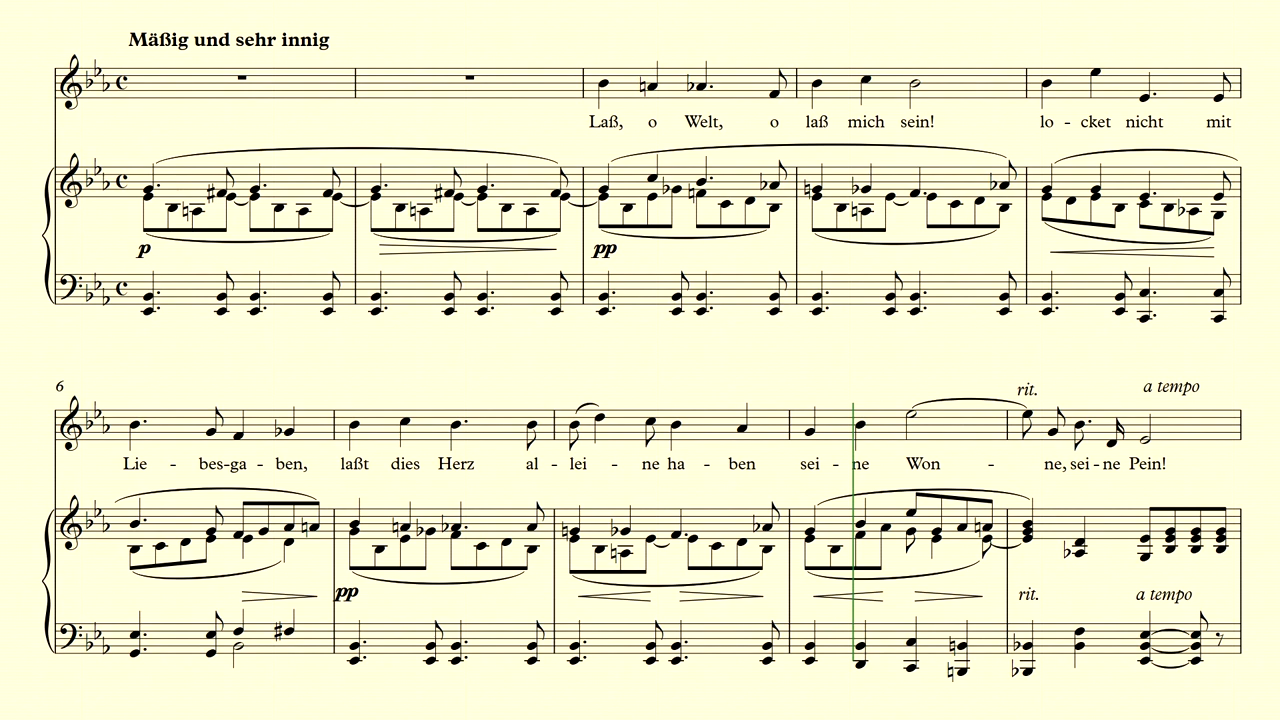 Mäßig und sehr innig
Laß, o Welt, o laß mich sein! lo - cket nicht mit
p pp
6 rit. a tempo
Lie - bes-ga - ben, laßt dies Herz al - lei - ne ha - ben sei - ne Won - ne, sei - ne Pein!
pp rit. a tempo